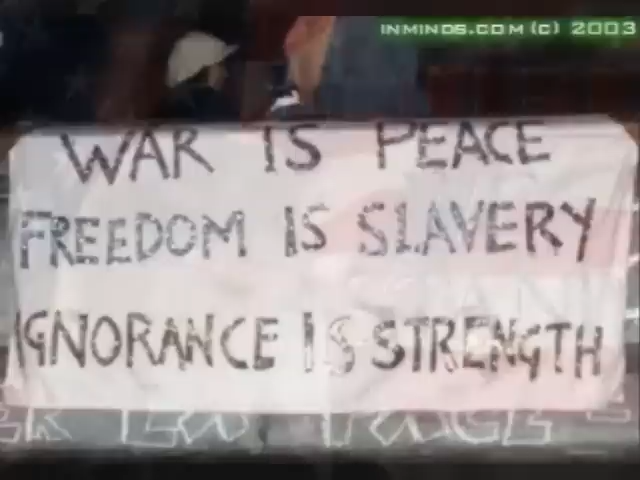 INMINDS.COM (C) 2003
WAR IS PEACE
FREEDOM IS SLAVERY
IGNORANCE IS STRENGTH